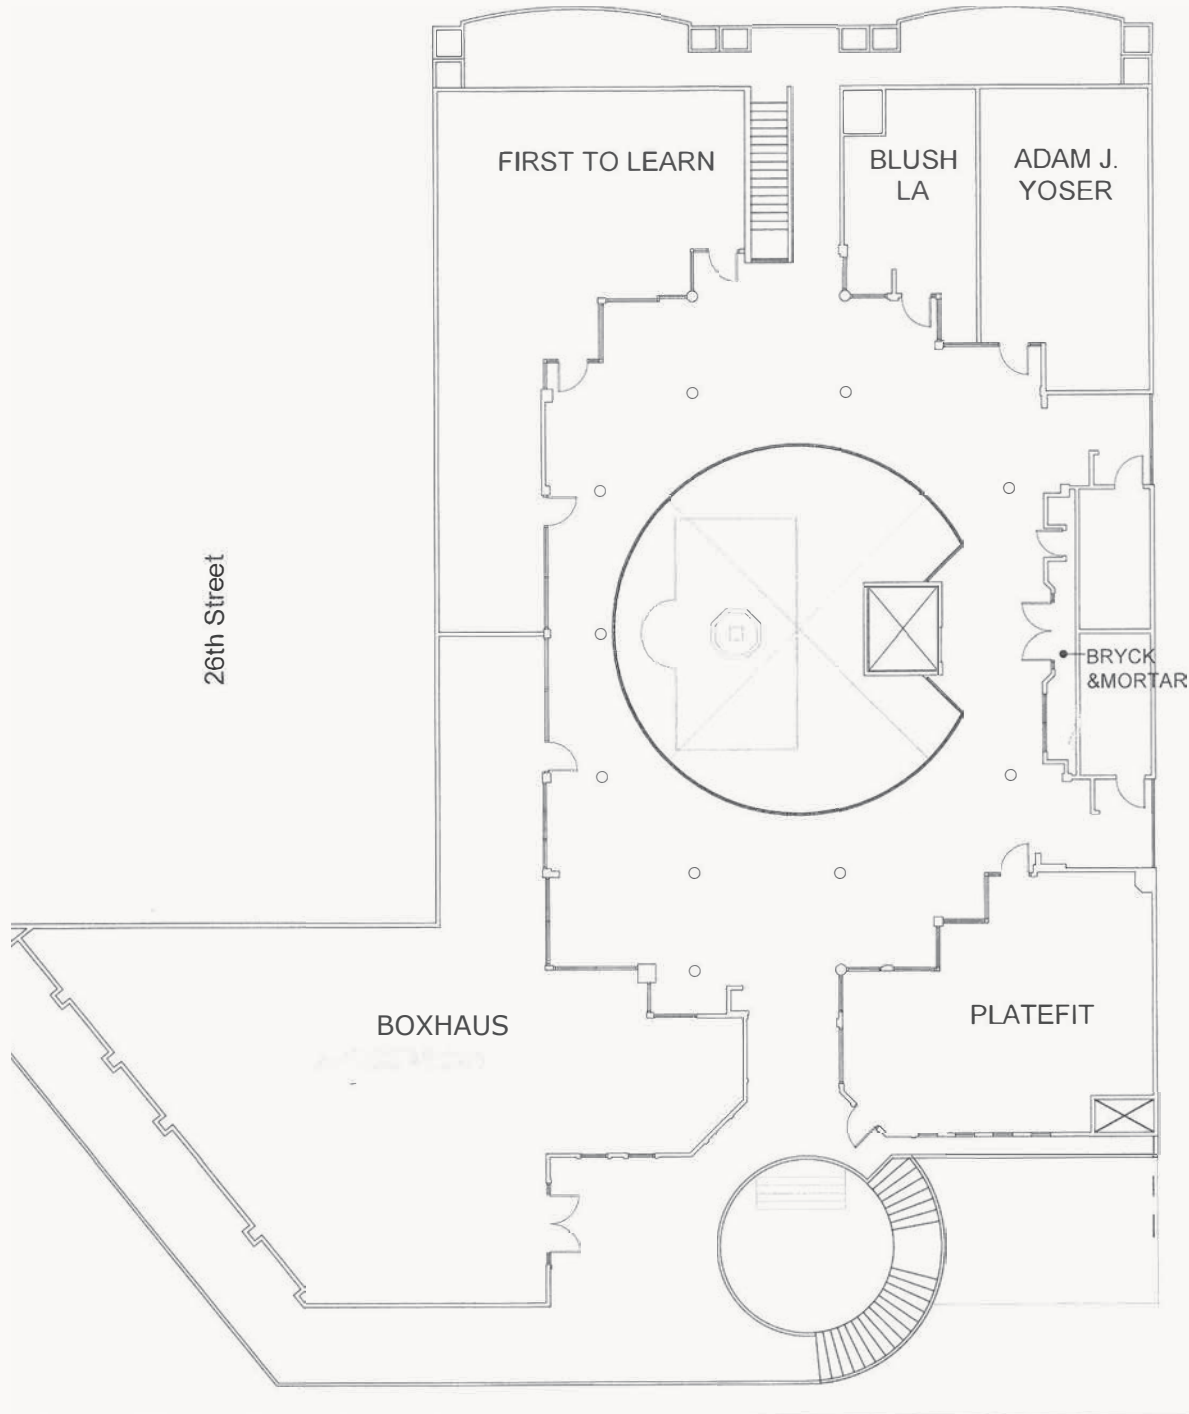 FIRST TO LEARN
BLUSH
LA
ADAM J.
YOSER
26th Street
BRYCK
&MORTAR
BOXHAUS
PLATEFIT